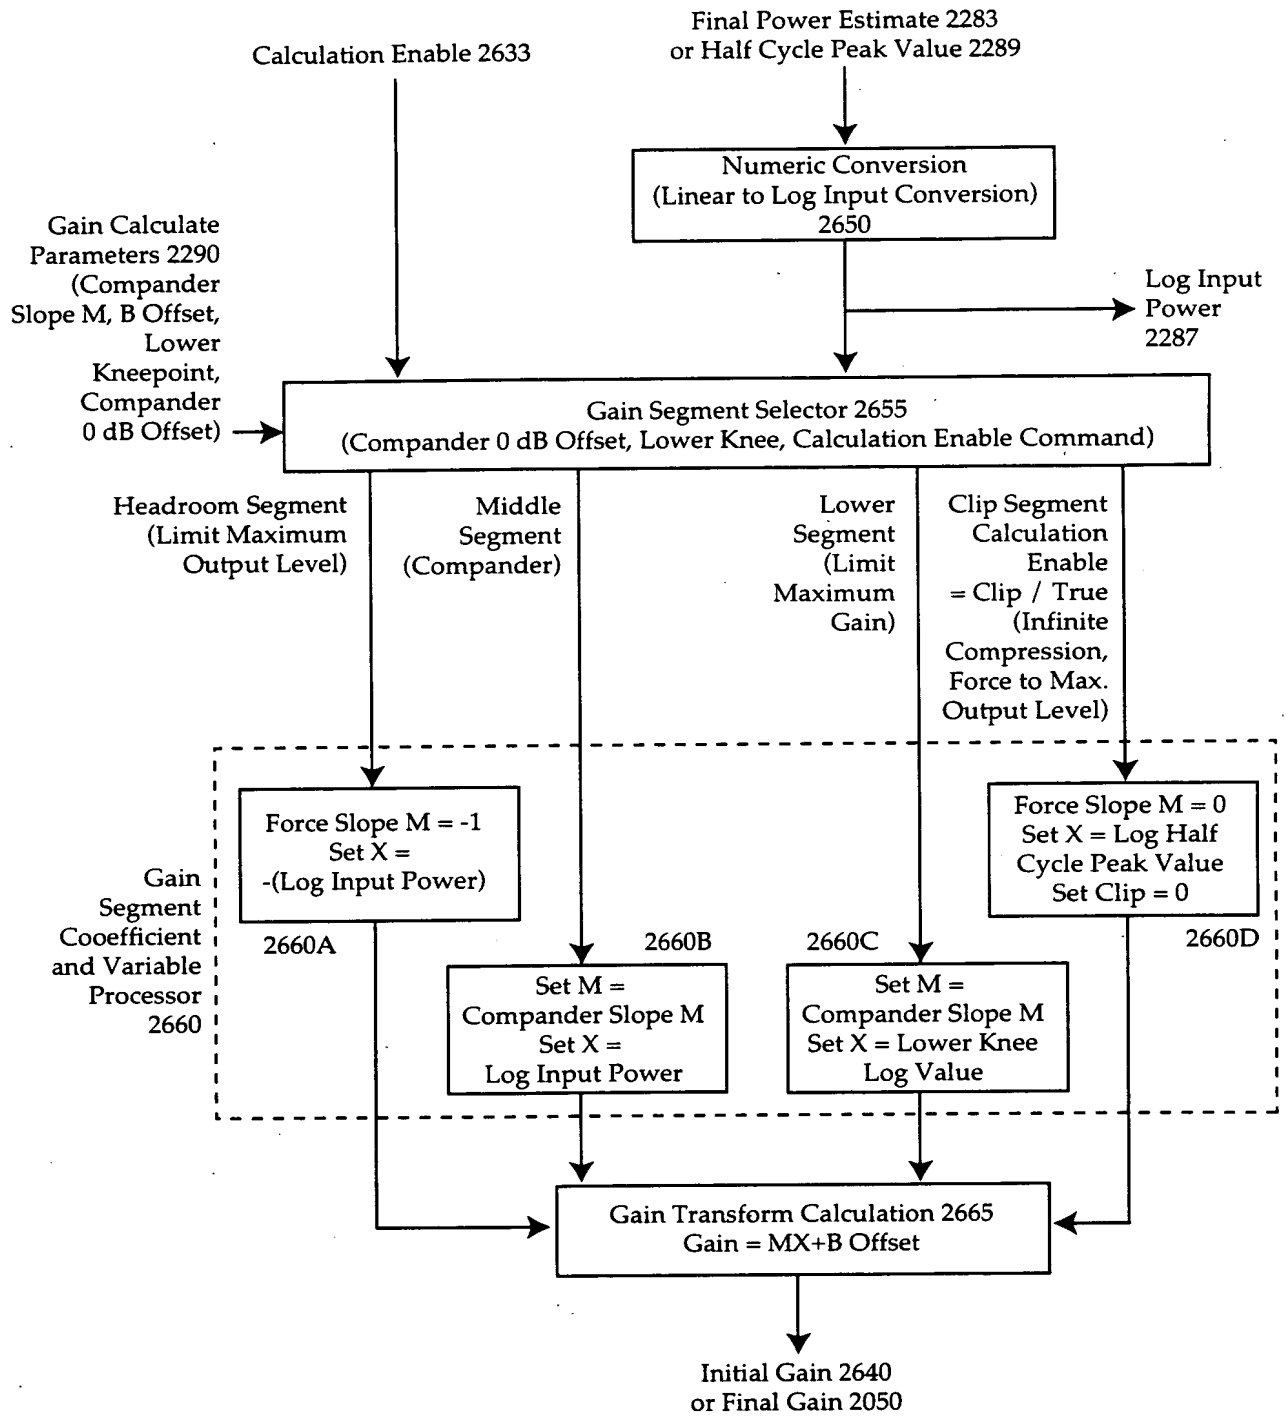 Final Power Estimate 2283
or Half Cycle Peak Value 2289
Calculation Enable 2633
Numeric Conversion
(Linear to Log Input Conversion)
2650
Gain Calculate
Parameters 2290
(Compander
Slope M, B Offset,
Lower
Kneepoint,
Compander
0 dB Offset)
Log Input
Power
2287
Gain Segment Selector 2655
(Compander 0 dB Offset, Lower Knee, Calculation Enable Command)
Headroom Segment
(Limit Maximum
Output Level)
Middle
Segment
(Compander)
Lower
Segment
(Limit
Maximum
Gain)
Clip Segment
Calculation
Enable
= Clip / True
(Infinite
Compression,
Force to Max.
Output Level)
Force Slope M = -1
Set X =
-(Log Input Power)
Force Slope M = 0
Set X = Log Half
Cycle Peak Value
Set Clip = 0
Gain
Segment
Cooefficient
and Variable
Processor
2660
2660A
2660B
2660C
2660D
Set M =
Compander Slope M
Set X =
Log Input Power
Set M =
Compander Slope M
Set X = Lower Knee
Log Value
Gain Transform Calculation 2665
Gain = MX+B Offset
Initial Gain 2640
or Final Gain 2050